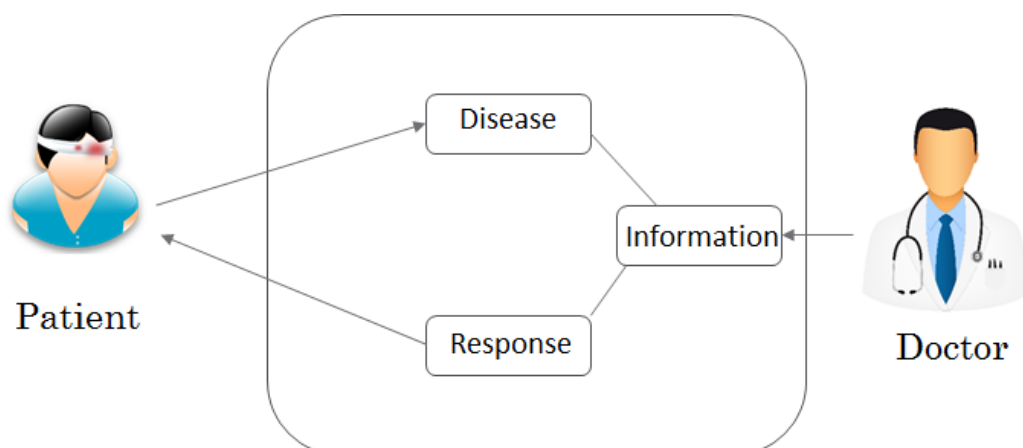 Disease
Information
Response
Patient
Doctor